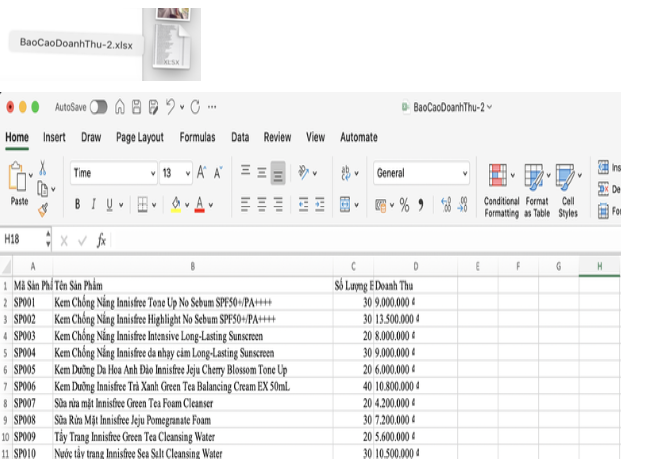 BaoCaoDoanhThu-2.xlsx
XLSX
AutoSave
BaoCaoDoanhThu-2
Home Insert Draw Page Layout Formulas Data Review View Automate
Paste
Time 13
General
Conditional Formatting
Format as Table
Cell Styles
Ins
De
Fo
B I U
H18 fx
A B C D E F G H
1 Mã Sản Phẩ Tên Sản Phẩm Số Lượng B Doanh Thu
2 SP001 Kem Chống Nắng Innisfree Tone Up No Sebum SPF50+/PA++++ 30 9.000.000 đ
3 SP002 Kem Chống Nắng Innisfree Highlight No Sebum SPF50+/PA++++ 30 13.500.000 đ
4 SP003 Kem Chống Nắng Innisfree Intensive Long-Lasting Sunscreen 20 8.000.000 đ
5 SP004 Kem Chống Nắng Innisfree da nhạy cảm Long-Lasting Sunscreen 30 9.000.000 đ
6 SP005 Kem Dưỡng Da Hoa Anh Đào Innisfree Jeju Cherry Blossom Tone Up 20 6.000.000 đ
7 SP006 Kem Dưỡng Innisfree Trà Xanh Green Tea Balancing Cream EX 50mL 40 10.800.000 đ
8 SP007 Sữa rửa mặt Innisfree Green Tea Foam Cleanser 20 4.200.000 đ
9 SP008 Sữa Rửa Mặt Innisfree Jeju Pomegranate Foam 30 7.200.000 đ
10 SP009 Tẩy Trang Innisfree Green Tea Cleansing Water 20 5.600.000 đ
11 SP010 Nước tẩy trang Innisfree Sea Salt Cleansing Water 30 10.500.000 đ